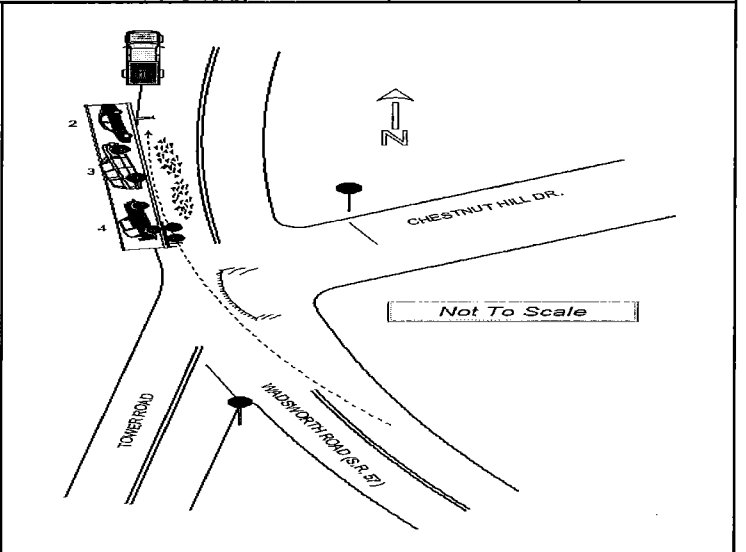 2
N
3
CHESTNUT HILL DR.
4
Not To Scale
TOWER ROAD
WADSWORTH ROAD (S.R. 57)